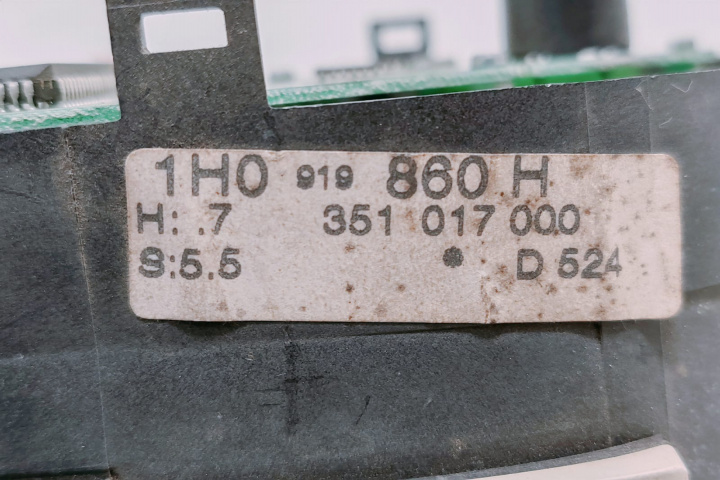 1H0 919 860 H
H: .7 351 017 000
S:5.5 • D 524